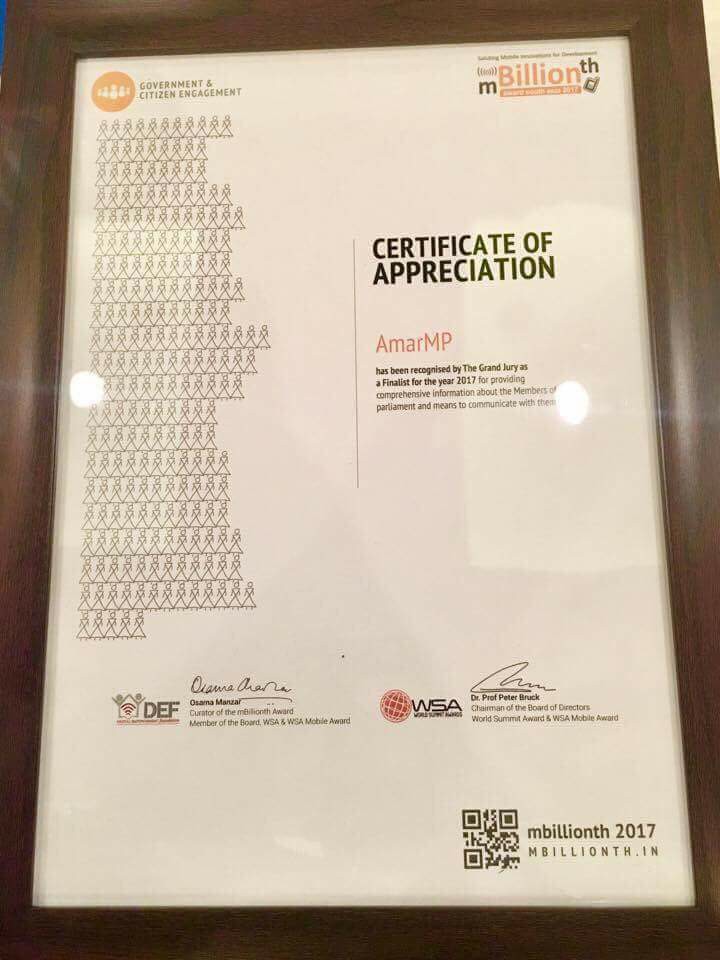 GOVERNMENT &
CITIZEN ENGAGEMENT
Saluting Mobile Innovations for Development
mBillionth
award south asia 2017
CERTIFICATE OF
APPRECIATION
AmarMP
has been recognised by The Grand Jury as
a Finalist for the year 2017 for providing
comprehensive information about the Members of
parliament and means to communicate with them
DEF
DIGITAL EMPOWERMENT FOUNDATION
Osama Manzar
Curator of the mBillionth Award
Member of the Board, WSA & WSA Mobile Award
WSA
WORLD SUMMIT AWARDS
Dr. Prof Peter Bruck
Chairman of the Board of Directors
World Summit Award & WSA Mobile Award
mbillionth 2017
MBILLIONTH.IN